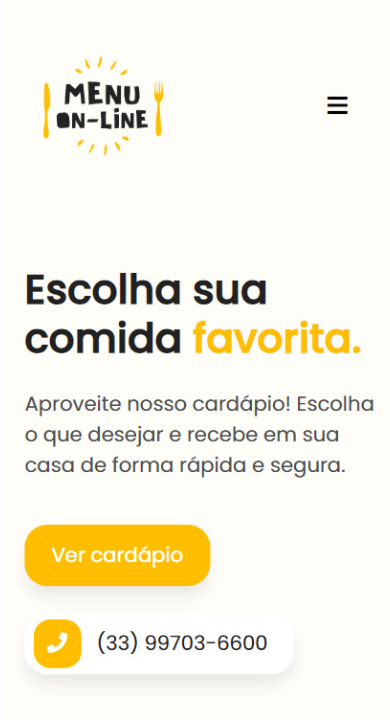 MENU
ON-LiNE
Escolha sua
comida favorita.
Aproveite nosso cardápio! Escolha
o que desejar e recebe em sua
casa de forma rápida e segura.
Ver cardápio
(33) 99703-6600